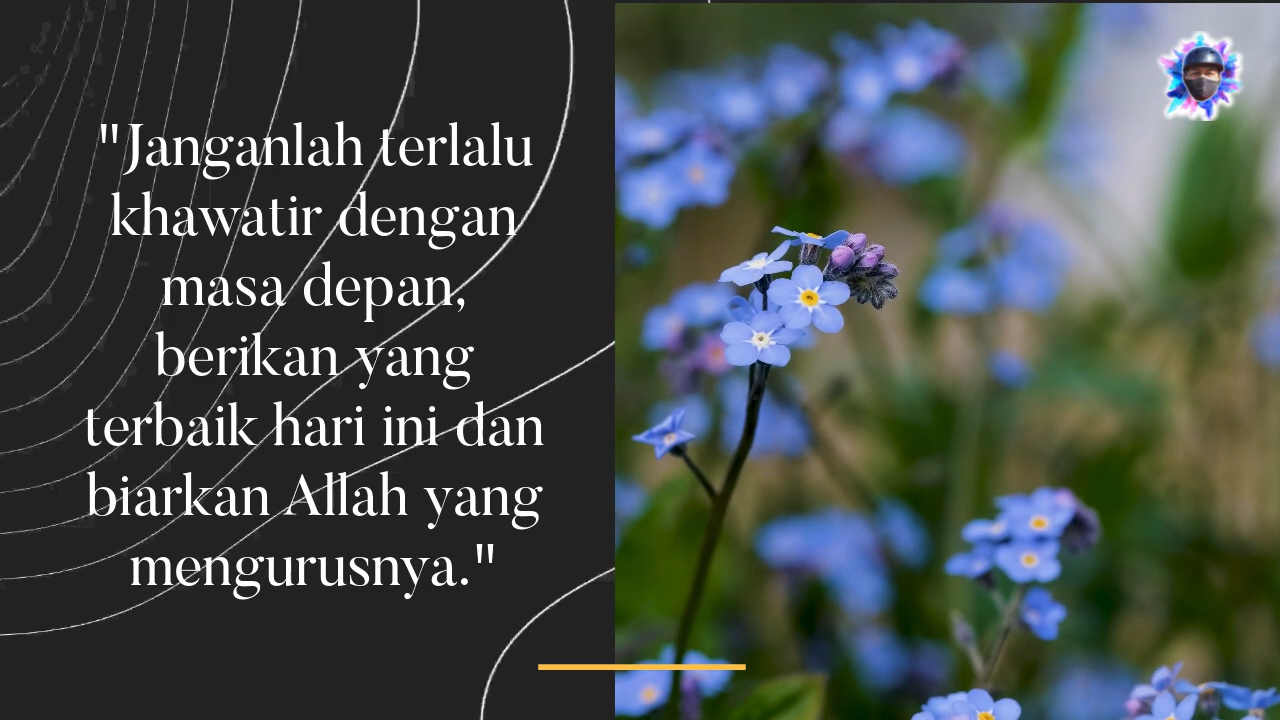 "Janganlah terlalu
khawatir dengan
masa depan,
berikan yang
terbaik hari ini dan
biarkan Allah yang
mengurusnya."